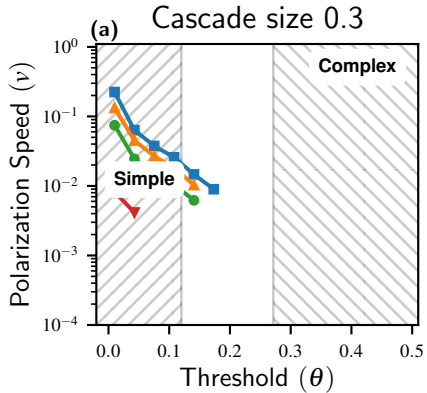 Cascade size 0.3
(a)
Complex
Simple
Polarization Speed (ν)
10⁰
10⁻¹
10⁻²
10⁻³
10⁻⁴
0.0 0.1 0.2 0.3 0.4 0.5
Threshold (θ)